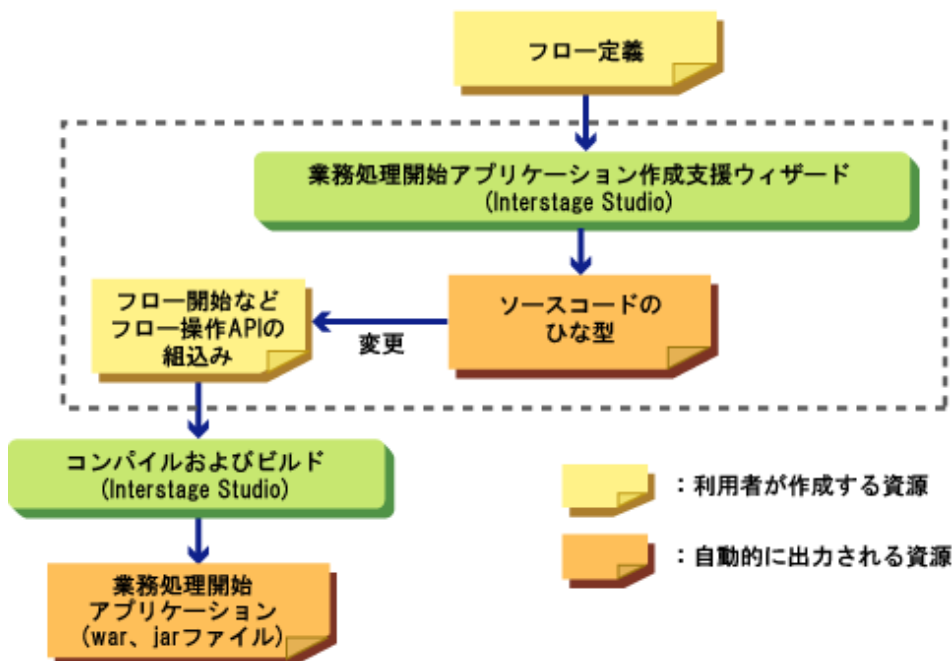 フロー定義
業務処理開始アプリケーション作成支援ウィザード
(Interstage Studio)
ソースコードの
ひな型
変更
フロー開始など
フロー操作APIの
組込み
コンパイルおよびビルド
(Interstage Studio)
業務処理開始
アプリケーション
(war、jarファイル)
：利用者が作成する資源
：自動的に出力される資源